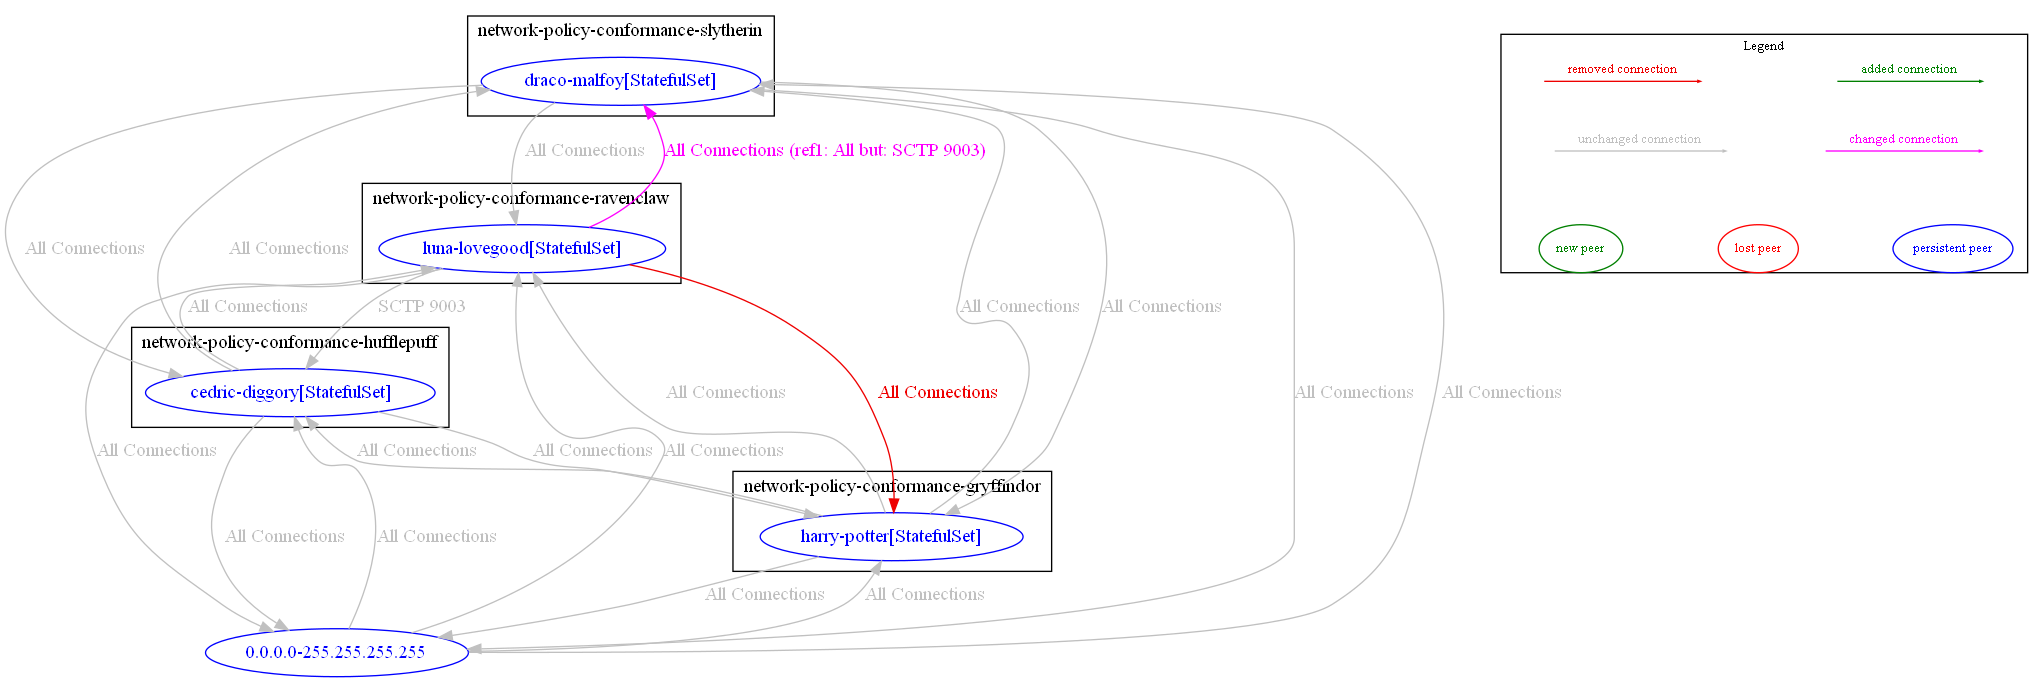 network-policy-conformance-slytherin
draco-malfoy[StatefulSet]
Legend
removed connection
added connection
unchanged connection
changed connection
new peer
lost peer
persistent peer
All Connections
All Connections (ref1: All but: SCTP 9003)
network-policy-conformance-ravenclaw
luna-lovegood[StatefulSet]
All Connections
All Connections
All Connections
SCTP 9003
All Connections
All Connections
network-policy-conformance-hufflepuff
cedric-diggory[StatefulSet]
All Connections
All Connections
All Connections
All Connections
All Connections
All Connections
All Connections
All Connections
network-policy-conformance-gryffindor
harry-potter[StatefulSet]
All Connections
All Connections
All Connections
All Connections
0.0.0.0-255.255.255.255